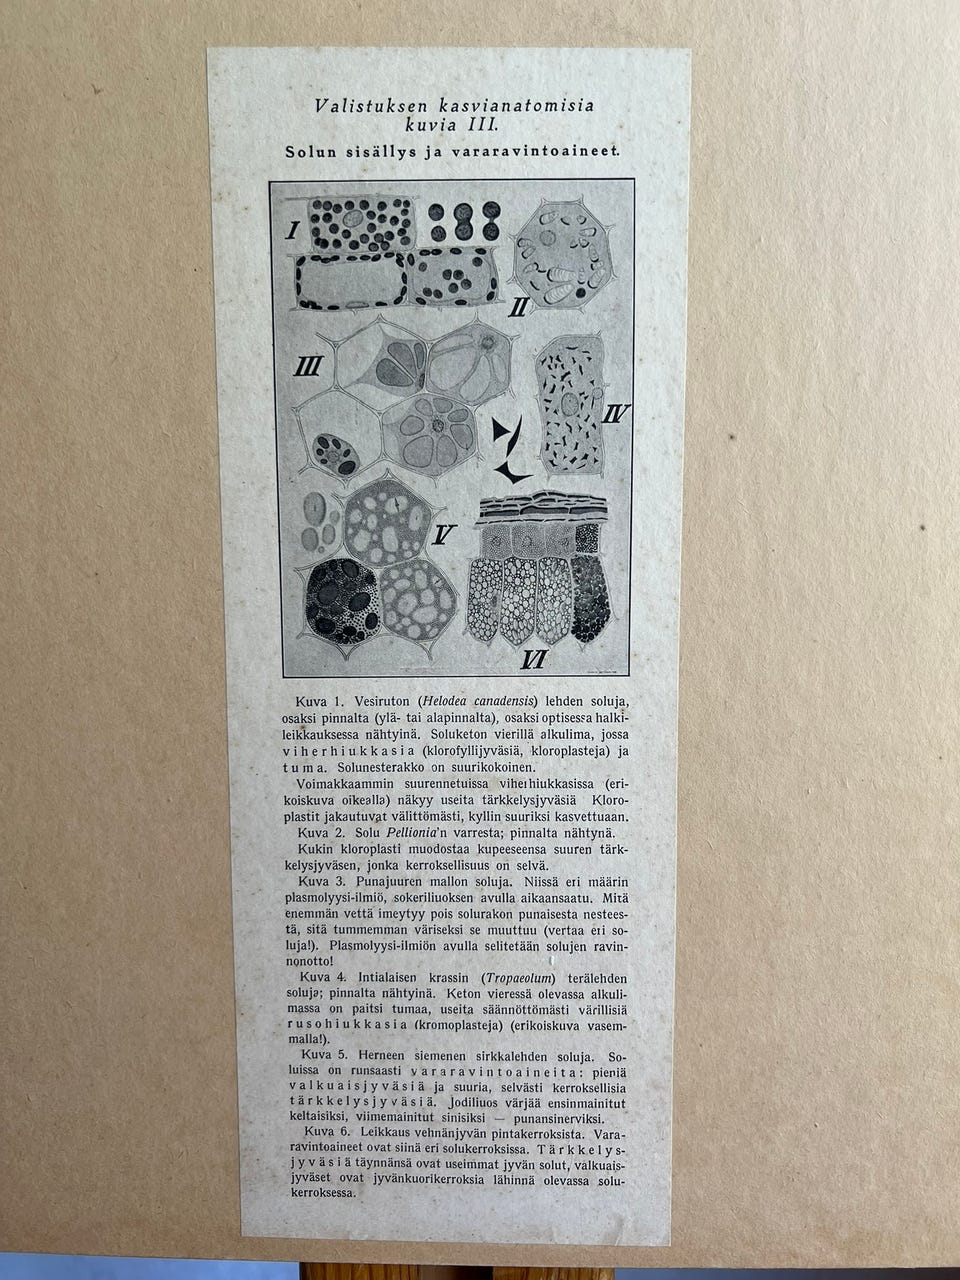 Valistuksen kasvianatomisia
kuvia III.
Solun sisällys ja vararavintoaineet.
I
II
III
IV
V
VI
Kuva 1. Vesiruton (Helodea canadensis) lehden soluja,
osaksi pinnalta (ylä- tai alapinnalta), osaksi optisessa halki-
leikkauksessa nähtyinä. Soluketon vierillä alkulima, jossa
viherhiukkasia (klorofyllijyväsiä, kloroplasteja) ja
tuma. Solunesterakko on suurikokoinen.
Voimakkaammin suurennetuissa viherhiukkasissa (eri-
koiskuva oikealla) näkyy useita tärkkelysjyväsiä Kloro-
plastit jakautuvat välittömästi, kyllin suuriksi kasvettuaan.
Kuva 2. Solu Pellionia'n varresta; pinnalta nähtynä.
Kukin kloroplasti muodostaa kupeeseensa suuren tärk-
kelysjyväsen, jonka kerroksellisuus on selvä.
Kuva 3. Punajuuren mallon soluja. Niissä eri määrin
plasmolyysi-ilmiö, sokeriliuoksen avulla aikaansaatu. Mitä
enemmän vettä imeytyy pois solurakon punaisesta nestees-
tä, sitä tummemman väriseksi se muuttuu (vertaa eri so-
luja!). Plasmolyysi-ilmiön avulla selitetään solujen ravin-
nonotto!
Kuva 4. Intialaisen krassin (Tropaeolum) terälehden
soluja; pinnalta nähtyinä. Keton vieressä olevassa alkuli-
massa on paitsi tumaa, useita säännöttömästi värillisiä
rusohiukkasia (kromoplasteja) (erikoiskuva vasem-
malla!).
Kuva 5. Herneen siemenen sirkkalehden soluja. So-
luissa on runsaasti vararavintoaineita: pieniä
valkuaisjyväsiä ja suuria, selvästi kerroksellisia
tärkkelysjyväsiä. Jodiliuos värjää ensinmainitut
keltaisiksi, viimemainitut sinisiksi — punansinerviksi.
Kuva 6. Leikkaus vehnänjyvän pintakerroksista. Vara-
ravintoaineet ovat siinä eri solukerroksissa. Tärkkelys-
jyväsiä täynnänsä ovat useimmat jyvän solut, valkuais-
jyväset ovat jyvänkuorikerroksia lähinnä olevassa solu-
kerroksessa.